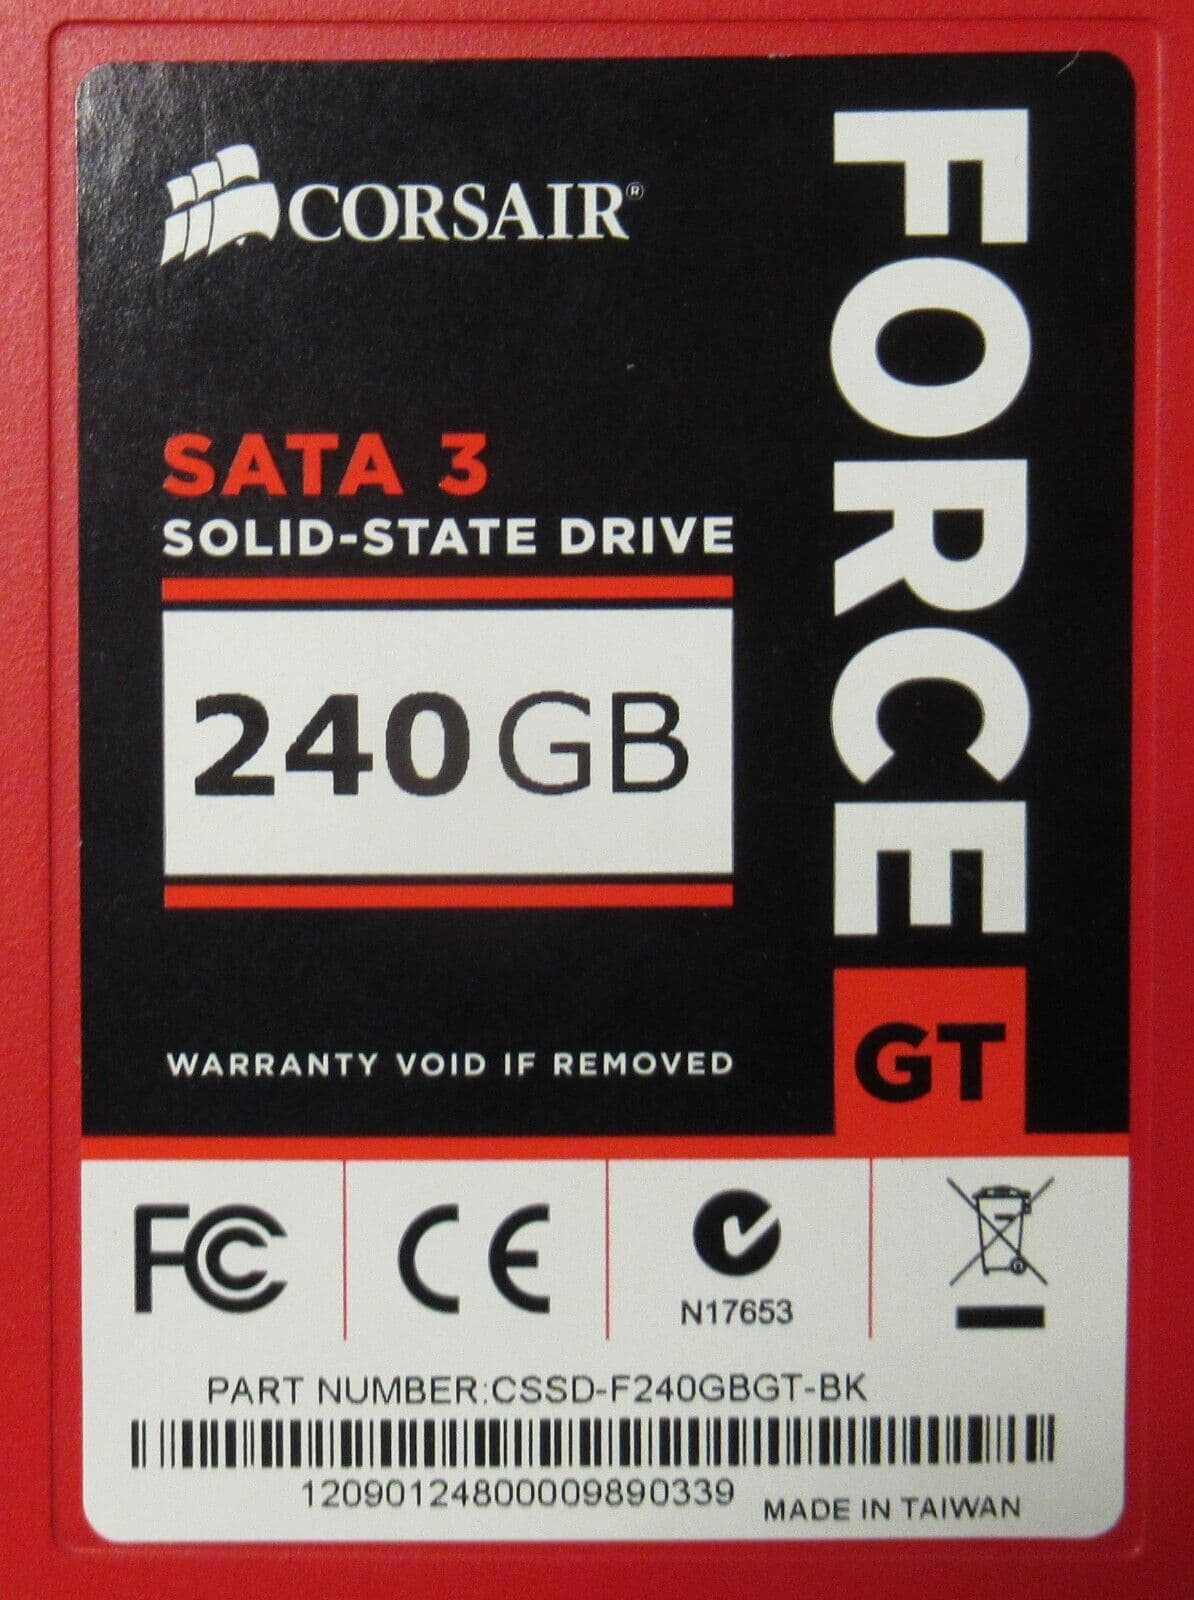 CORSAIR®
SATA 3
SOLID-STATE DRIVE
240GB
WARRANTY VOID IF REMOVED
FORCE
GT
FC
CE
N17653
PART NUMBER:CSSD-F240GBGT-BK
12090124800009890339
MADE IN TAIWAN